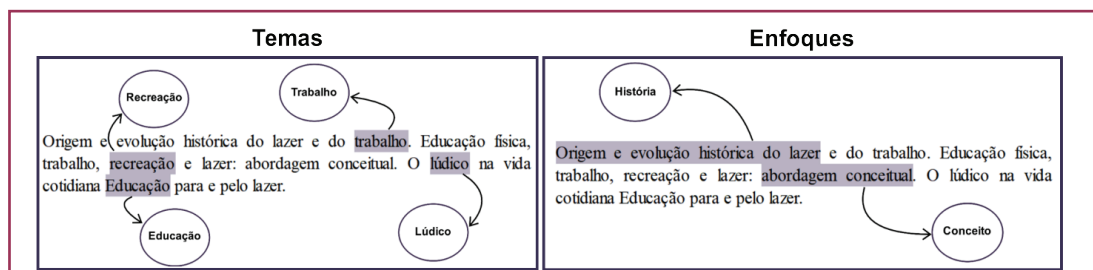 Temas
Recreação
Trabalho
Origem e evolução histórica do lazer e do trabalho. Educação física,
trabalho, recreação e lazer: abordagem conceitual. O lúdico na vida
cotidiana Educação para e pelo lazer.
Educação
Lúdico
Enfoques
História
Origem e evolução histórica do lazer e do trabalho. Educação física,
trabalho, recreação e lazer: abordagem conceitual. O lúdico na vida
cotidiana Educação para e pelo lazer.
Conceito